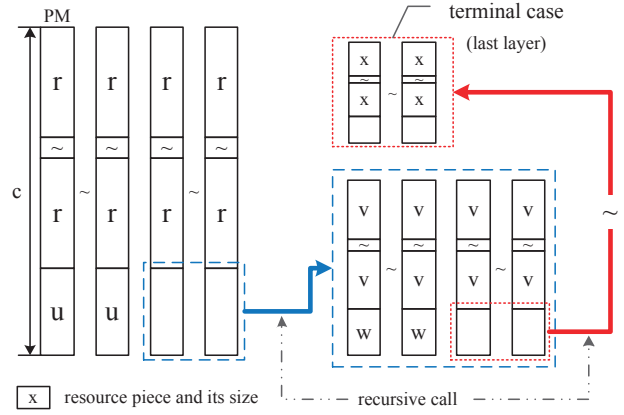 PM
terminal case
(last layer)
r r r r
x x
~ ~
x ~ x
~ ~ ~ ~
c
~ ~
r r r r
v v v v
~ ~ ~ ~
~ ~
v v v v
~
u u
w w
x resource piece and its size
recursive call